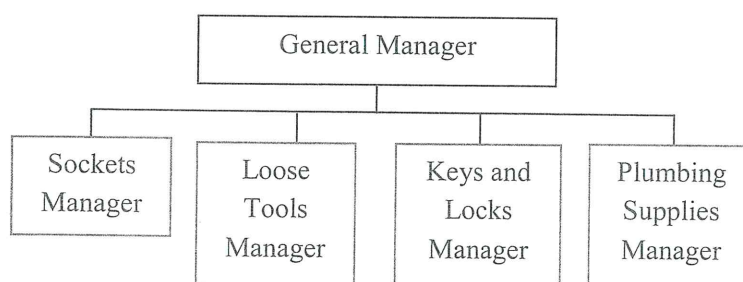 General Manager
Sockets
Manager
Loose
Tools
Manager
Keys and
Locks
Manager
Plumbing
Supplies
Manager